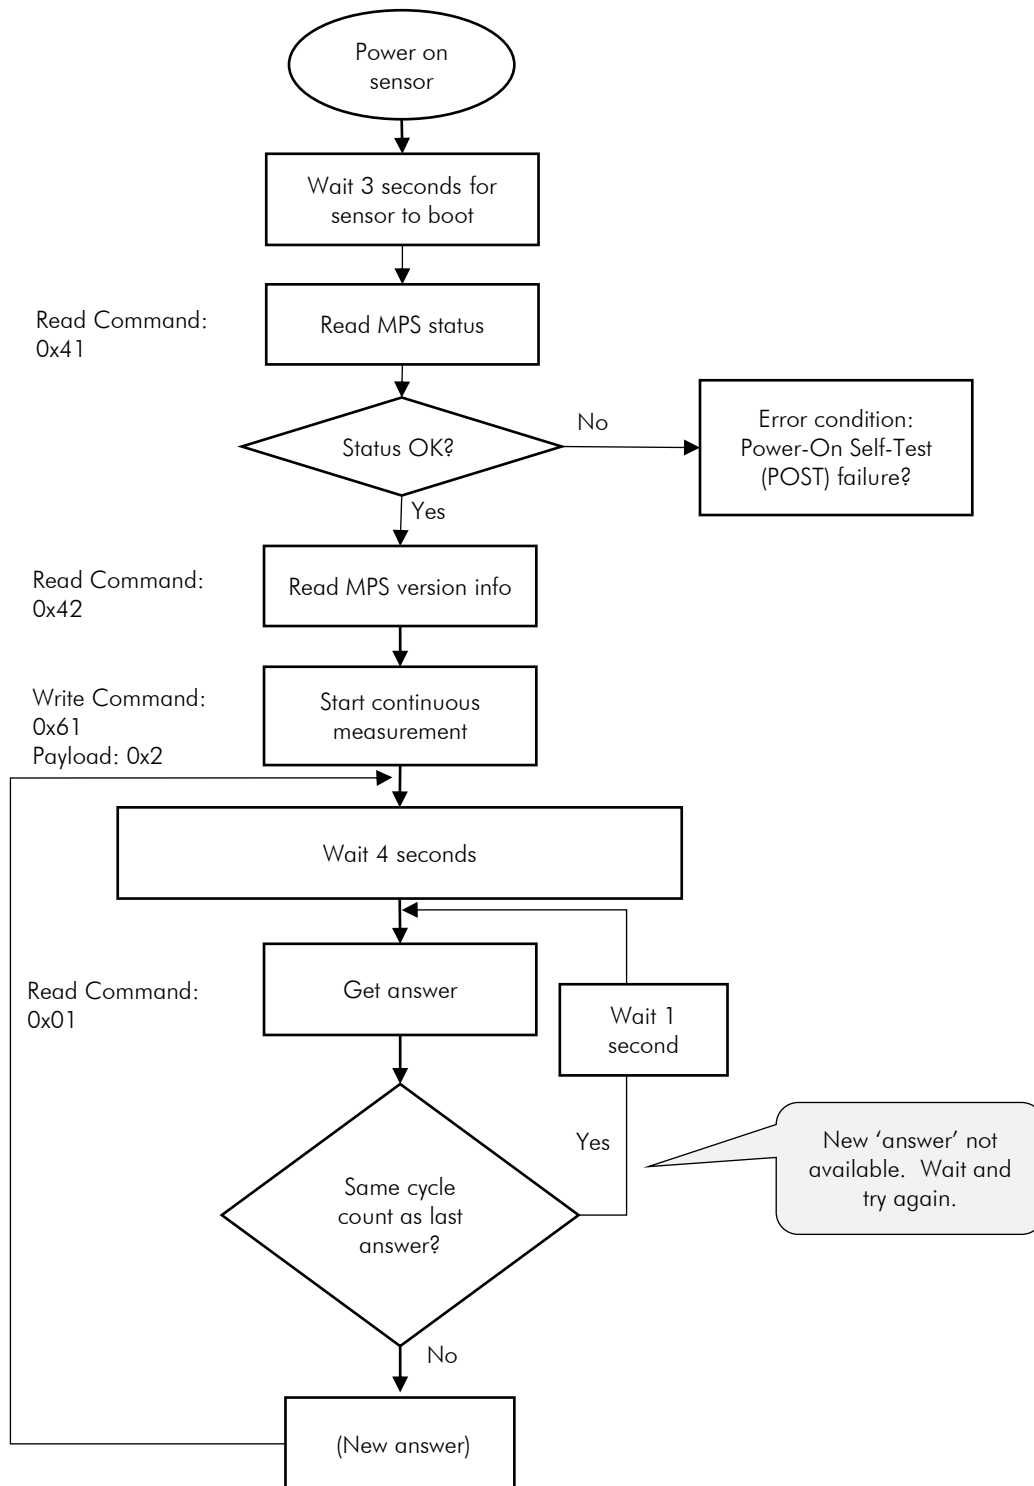 Power on
sensor
Wait 3 seconds for
sensor to boot
Read Command:
0x41
Read MPS status
Status OK?
No
Error condition:
Power-On Self-Test
(POST) failure?
Yes
Read Command:
0x42
Read MPS version info
Write Command:
0x61
Payload: 0x2
Start continuous
measurement
Wait 4 seconds
Read Command:
0x01
Get answer
Wait 1
second
Yes
New ‘answer’ not
available.  Wait and
try again.
Same cycle
count as last
answer?
No
(New answer)